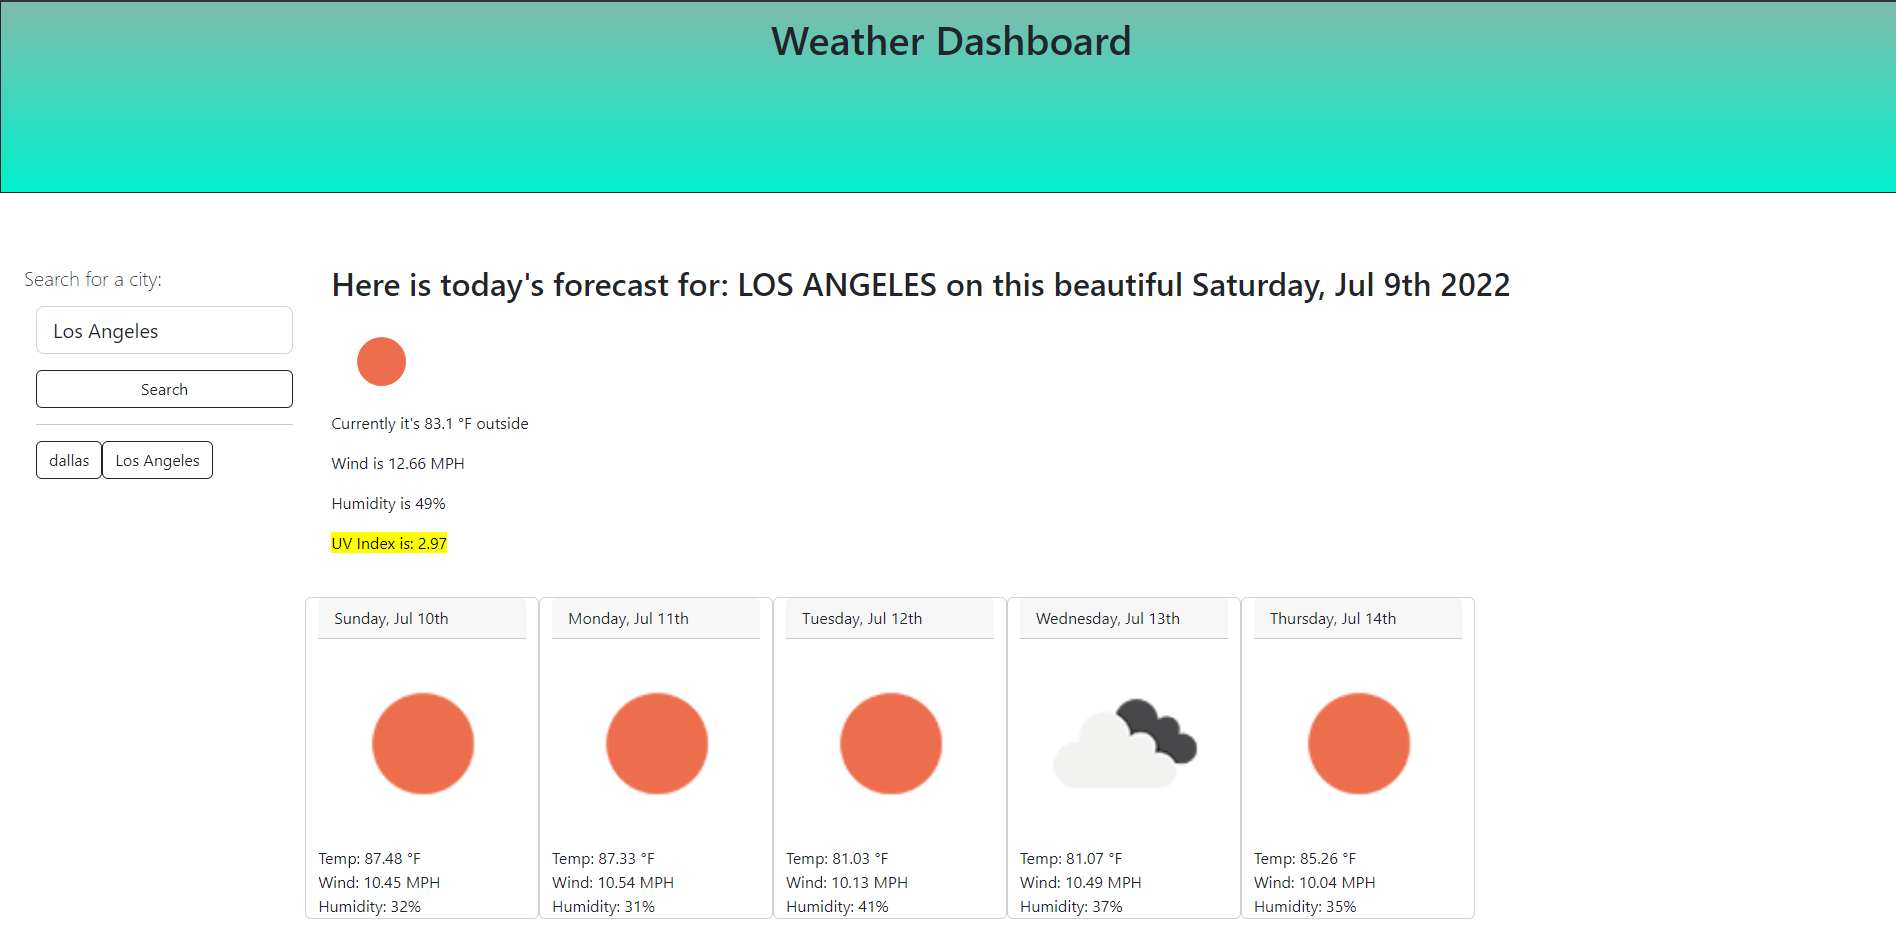 Weather Dashboard
Search for a city:
Los Angeles
Search
dallas
Los Angeles
Here is today's forecast for: LOS ANGELES on this beautiful Saturday, Jul 9th 2022
Currently it's 83.1 °F outside
Wind is 12.66 MPH
Humidity is 49%
UV Index is: 2.97
Sunday, Jul 10th
Temp: 87.48 °F
Wind: 10.45 MPH
Humidity: 32%
Monday, Jul 11th
Temp: 87.33 °F
Wind: 10.54 MPH
Humidity: 31%
Tuesday, Jul 12th
Temp: 81.03 °F
Wind: 10.13 MPH
Humidity: 41%
Wednesday, Jul 13th
Temp: 81.07 °F
Wind: 10.49 MPH
Humidity: 37%
Thursday, Jul 14th
Temp: 85.26 °F
Wind: 10.04 MPH
Humidity: 35%